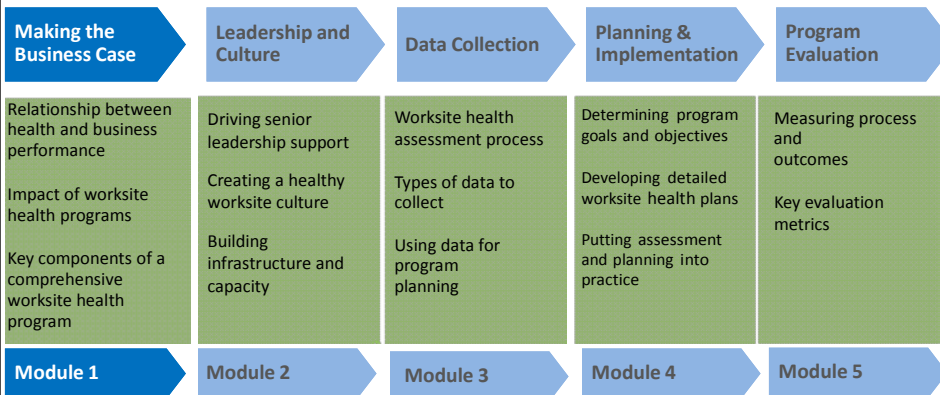 Making the
Business Case
Leadership and
Culture
Data Collection
Planning &
Implementation
Program
Evaluation
Relationship between
health and business
performance
Impact of worksite
health programs
Key components of a
comprehensive
worksite health
program
Driving senior
leadership support
Creating a healthy
worksite culture
Building
infrastructure and
capacity
Worksite health
assessment process
Types of data to
collect
Using data for
program
planning
Determining program
goals and objectives
Developing detailed
worksite health plans
Putting assessment
and planning into
practice
Measuring process
and
outcomes
Key evaluation
metrics
Module 1
Module 2
Module 3
Module 4
Module 5